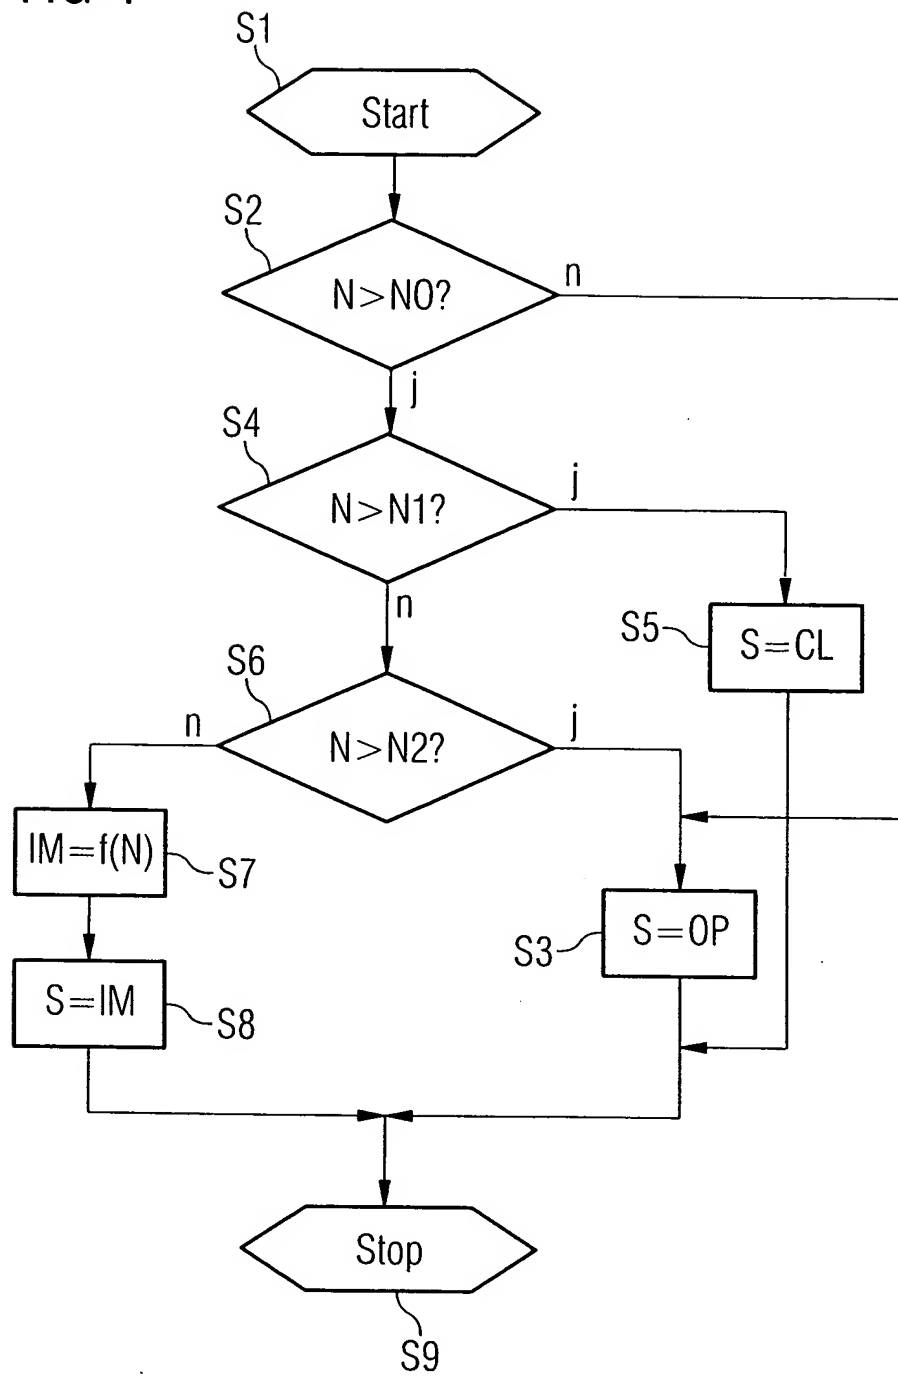 S1
Start
S2
N>N0?
n
j
S4
N>N1?
j
n
S5
S=CL
S6
n
N>N2?
j
IM=f(N)
S7
S3
S=OP
S=IM
S8
Stop
S9